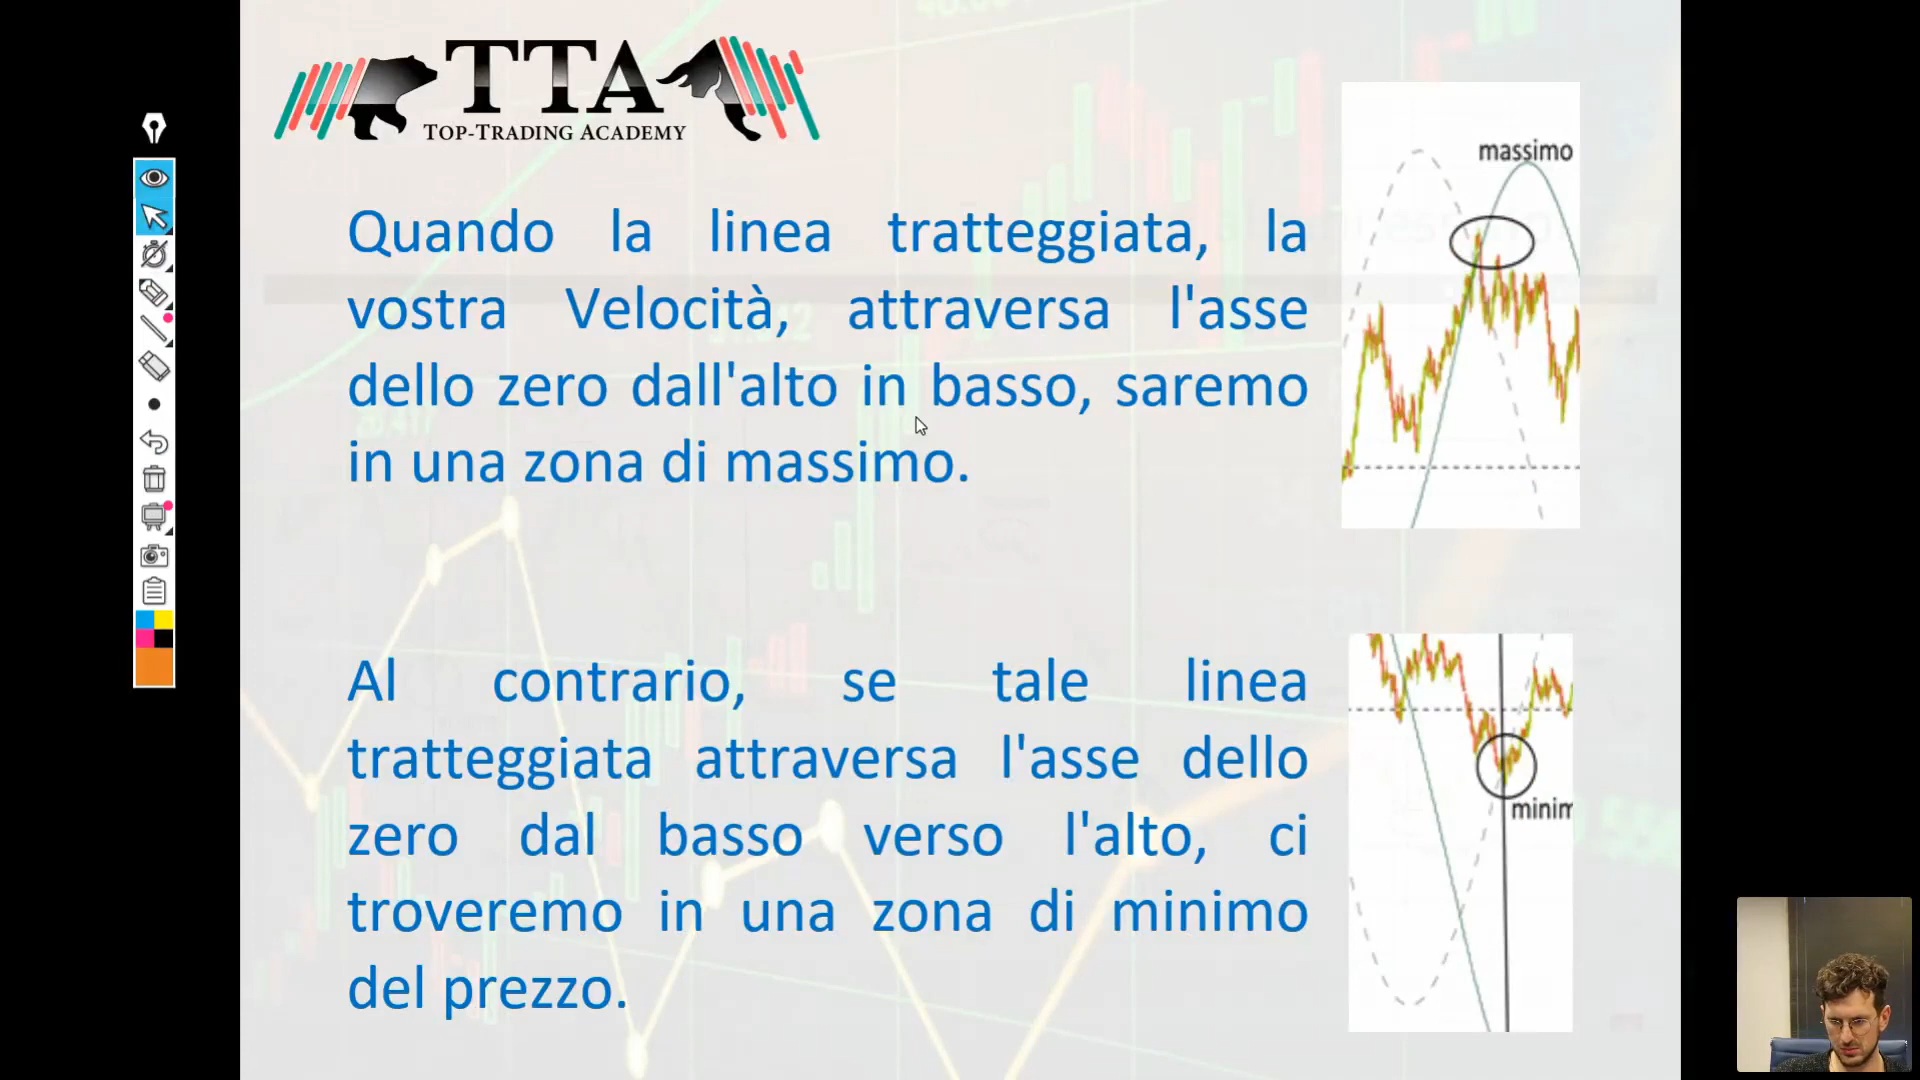 TTA
TOP-TRADING ACADEMY
massimo
Quando la linea tratteggiata, la
vostra Velocità, attraversa l'asse
dello zero dall'alto in basso, saremo
in una zona di massimo.
Al contrario, se tale linea
tratteggiata attraversa l'asse dello
zero dal basso verso l'alto, ci
troveremo in una zona di minimo
del prezzo.
minim